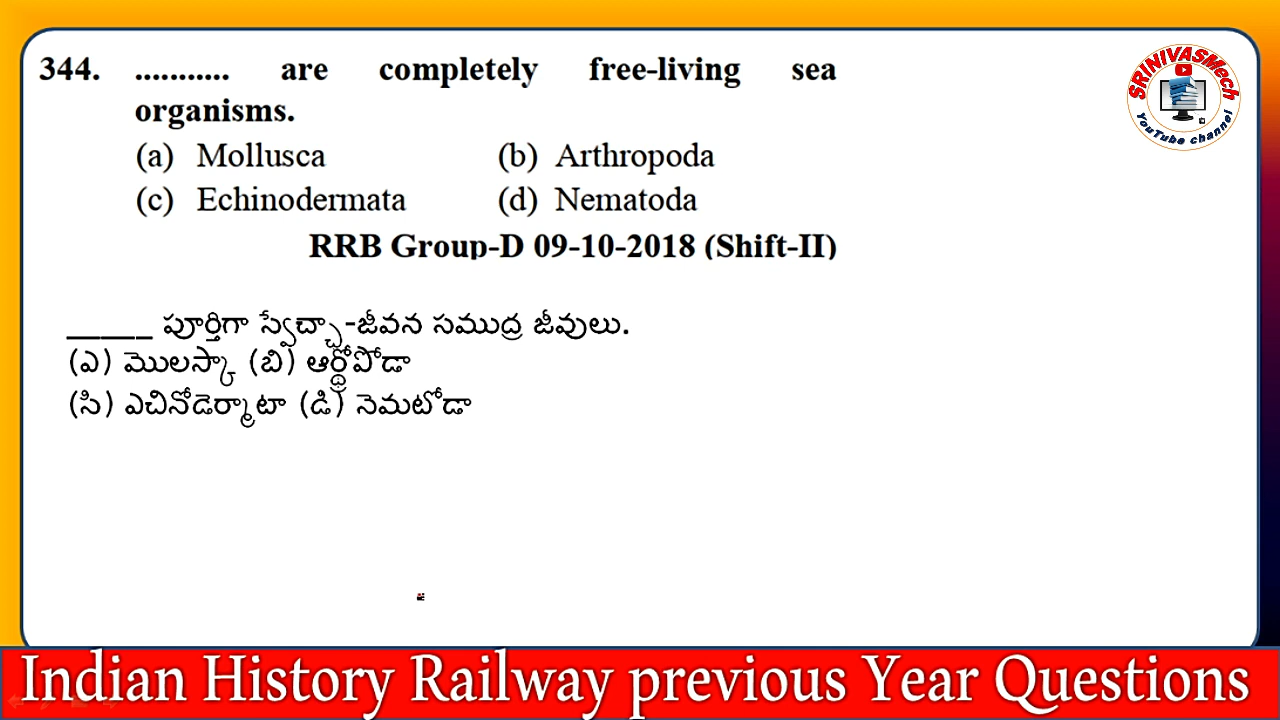 344. ........... are completely free-living sea
organisms.
(a) Mollusca (b) Arthropoda
(c) Echinodermata (d) Nematoda
RRB Group-D 09-10-2018 (Shift-II)
_____ పూర్తిగా స్వేచ్ఛా-జీవన సముద్ర జీవులు.
(ఎ) మొలస్కా (బి) ఆర్థ్రోపోడా
(సి) ఎచినోడెర్మాటా (డి) నెమటోడా
SRINIVASMech
YouTube channel
Indian History Railway previous Year Questions